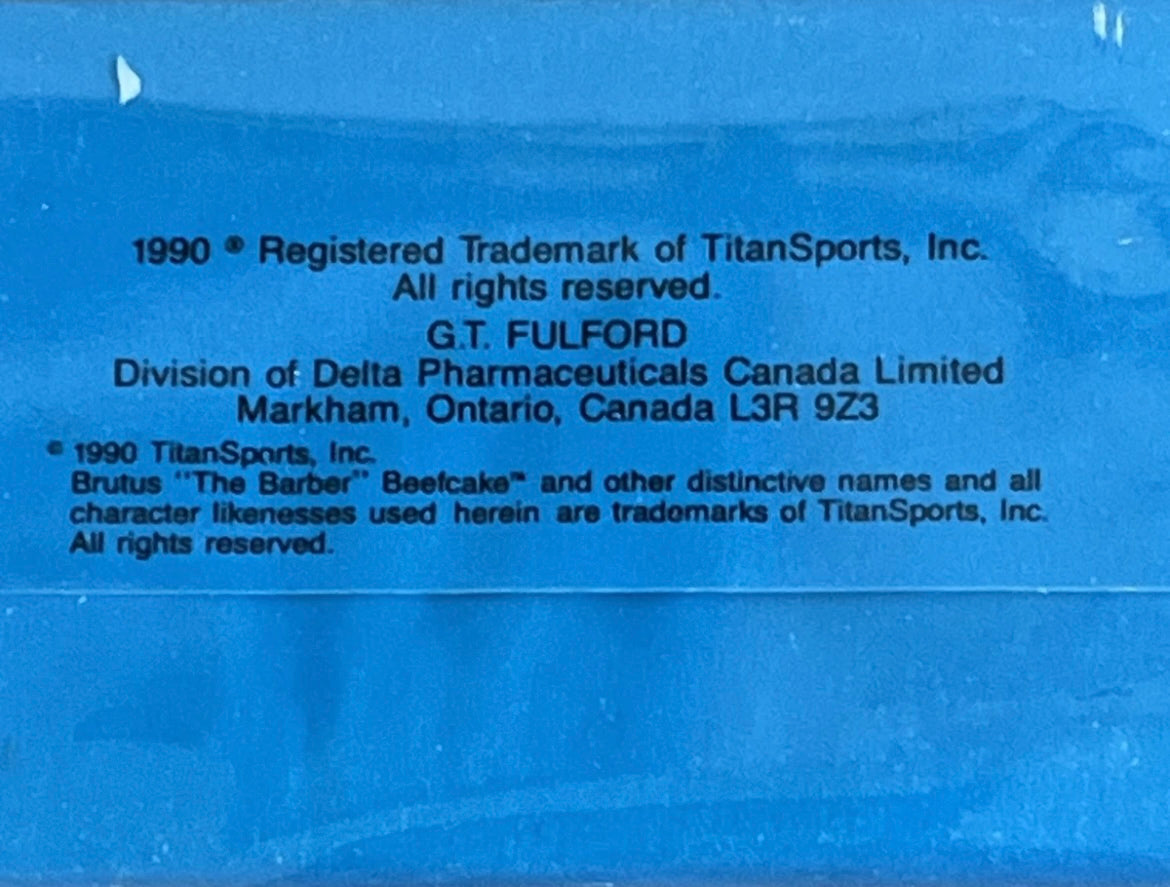 1990 ® Registered Trademark of TitanSports, Inc.
All rights reserved.
G.T. FULFORD
Division of Delta Pharmaceuticals Canada Limited
Markham, Ontario, Canada L3R 9Z3
© 1990 TitanSports, Inc.
Brutus "The Barber" Beefcake™ and other distinctive names and all
character likenesses used herein are trademarks of TitanSports, Inc.
All rights reserved.